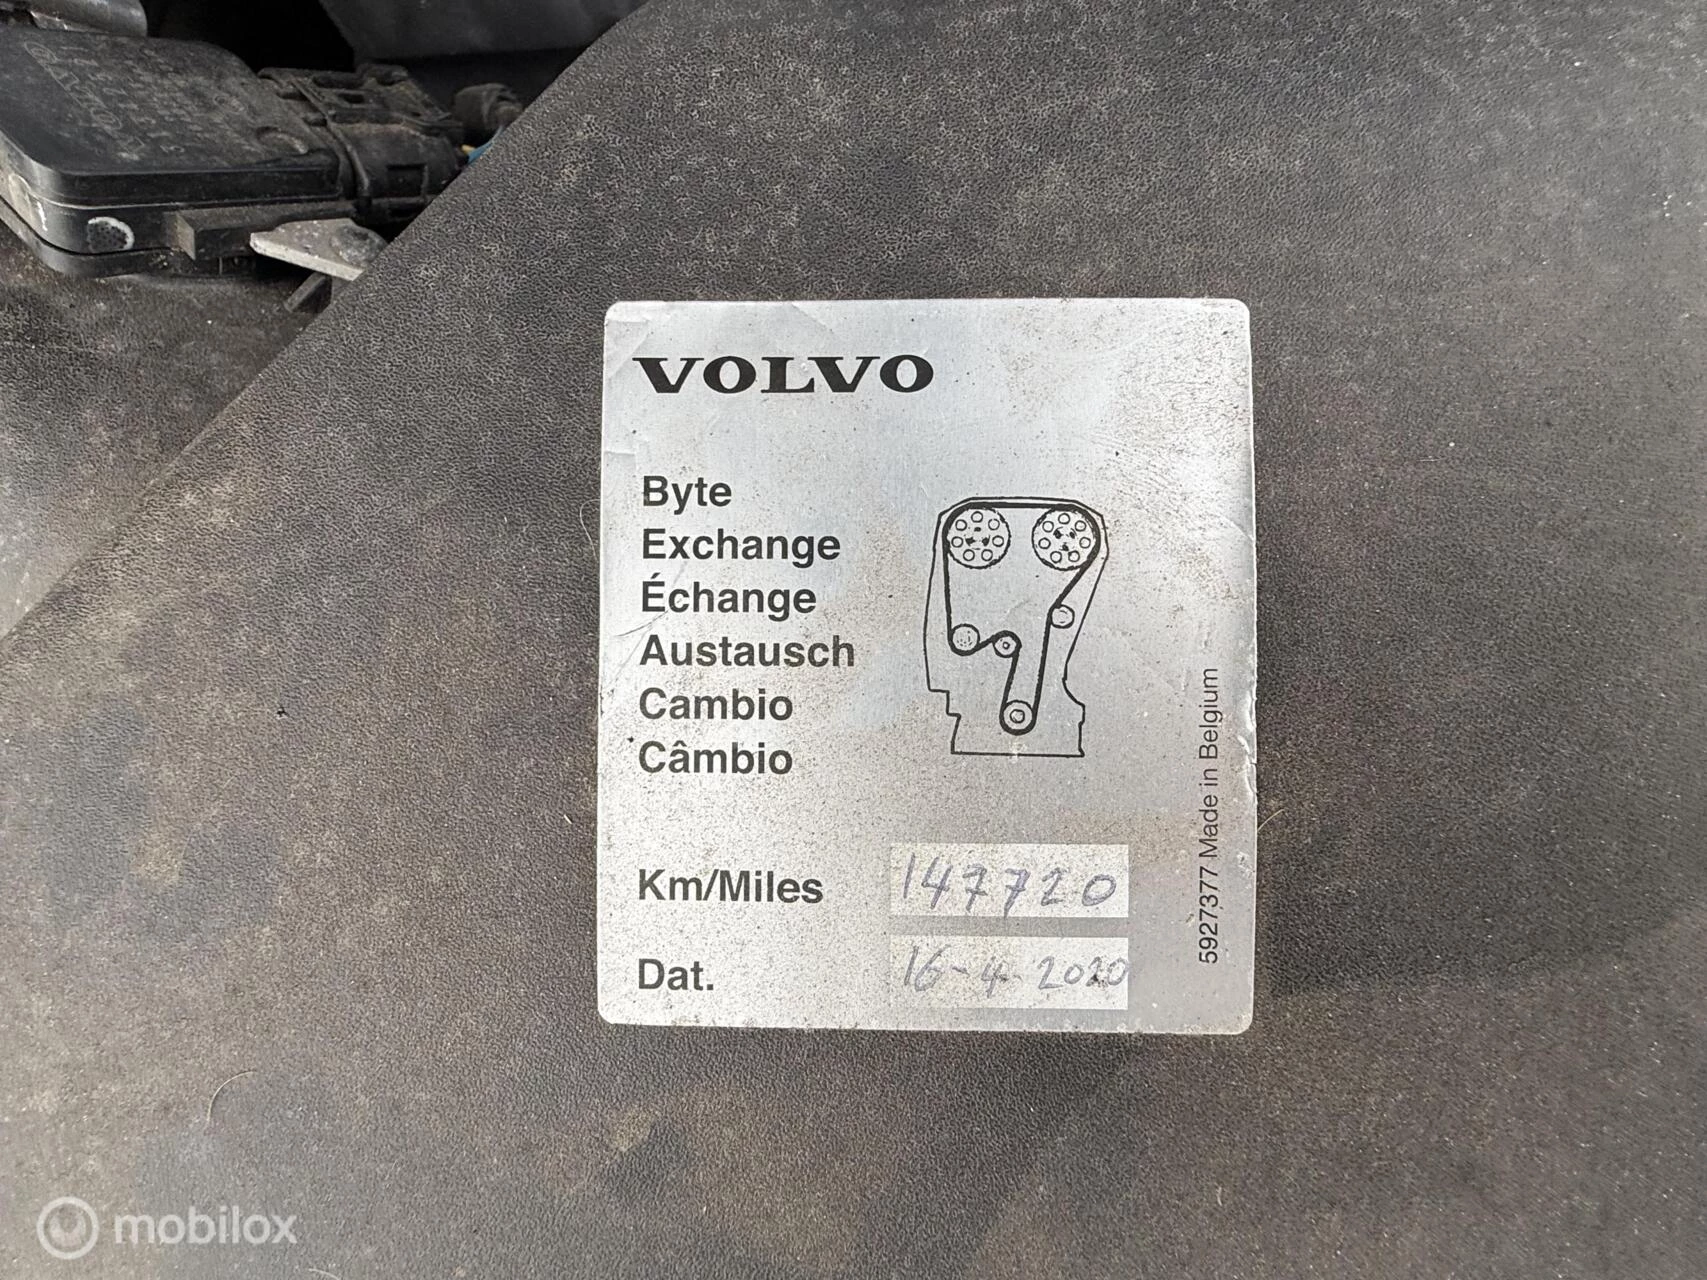 VOLVO
Byte
Exchange
Échange
Austausch
Cambio
Câmbio
Km/Miles 147720
Dat. 16-4-2020
5927377 Made in Belgium
VOLVO
mobilox